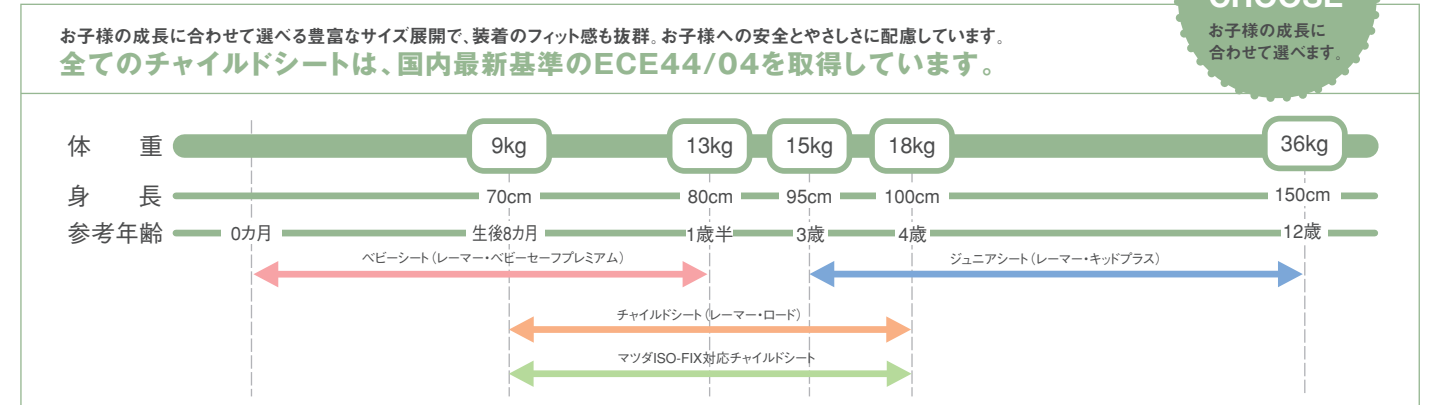 CHOOSE
お子様の成長に
合わせて選べます。
お子様の成長に合わせて選べる豊富なサイズ展開で、装着のフィット感も抜群。お子様への安全とやさしさに配慮しています。
全てのチャイルドシートは、国内最新基準のECE44/04を取得しています。
体　重 9kg 13kg 15kg 18kg 36kg
身　長 70cm 80cm 95cm 100cm 150cm
参考年齢 0カ月 生後8カ月 1歳半 3歳 4歳 12歳
ベビーシート（レーマー・ベビーセーフプレミアム） ジュニアシート（レーマー・キッドプラス）
チャイルドシート（レーマー・ロード）
マツダISO-FIX対応チャイルドシート